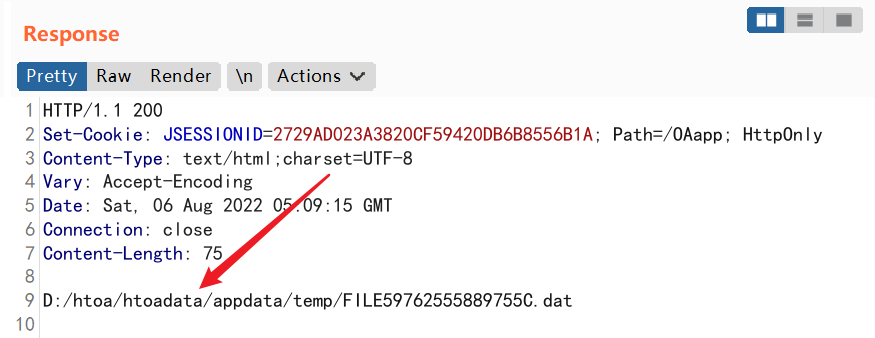 Response
Pretty Raw Render \n Actions
1 HTTP/1.1 200
2 Set-Cookie: JSESSIONID=2729AD023A3820CF59420DB6B8556B1A; Path=/OAapp; HttpOnly
3 Content-Type: text/html;charset=UTF-8
4 Vary: Accept-Encoding
5 Date: Sat, 06 Aug 2022 05:09:15 GMT
6 Connection: close
7 Content-Length: 75
8
9 D:/htoa/htoadata/appdata/temp/FILE59762555889755C.dat
10